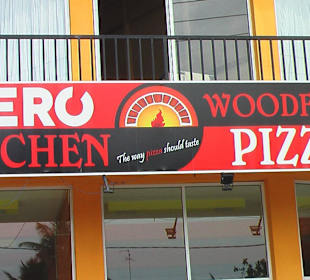 ERO
CHEN
The way pizza should taste
WOODF
PIZZ